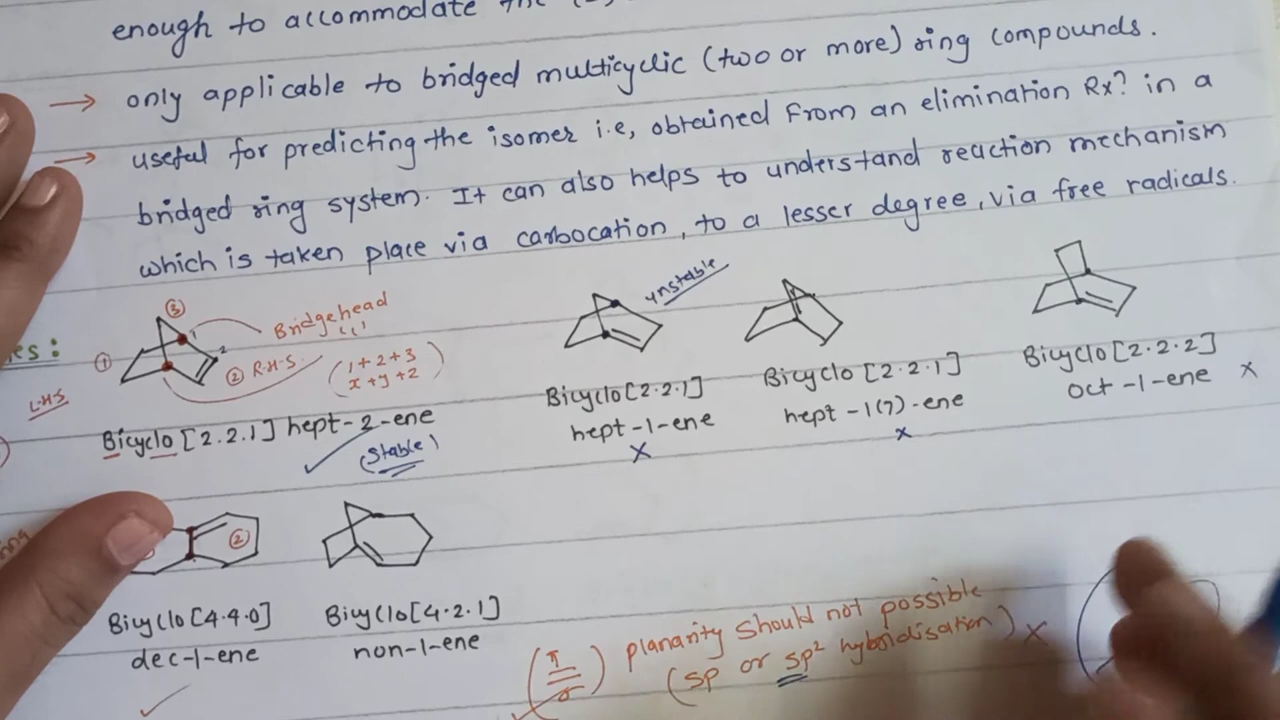 enough to accommodate the
→ only applicable to bridged multicyclic (two or more) ring compounds.
→ useful for predicting the isomer i.e, obtained from an elimination Rx? in a
bridged ring system. It can also helps to understand reaction mechanism
which is taken place via carbocation, to a lesser degree, via free radicals.
③
1
Bridgehead
①
2
② R.H.S.
(1+2+3
x+y+2)
L.H.S
unstable
Bicyclo [2.2.1] hept-2-ene
(Stable)
Bicyclo[2.2.1]
hept-1-ene
x
Bicyclo [2.2.1]
hept-1(7)-ene
x
Bicyclo[2.2.2]
oct-1-ene x
②
Bicyclo[4.4.0]
dec-1-ene
Bicyclo[4.2.1]
non-1-ene
(π
σ) planarity should not possible
(sp or sp² hybridisation) x